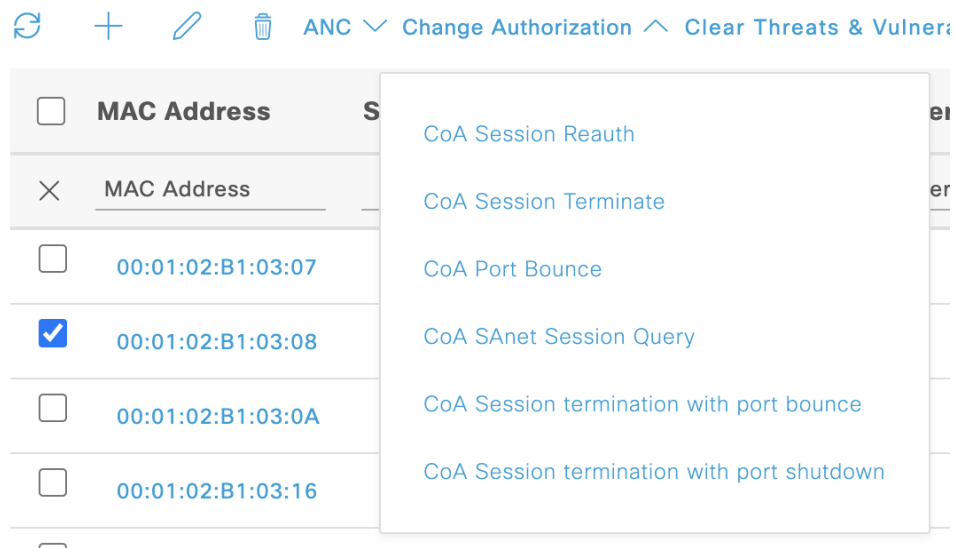 ANC Change Authorization Clear Threats &
MAC Address
MAC Address
CoA Session Reauth
CoA Session Terminate
00:01:02:B1:03:07
CoA Port Bounce
00:01:02:B1:03:08
CoA SAnet Session Query
00:01:02:B1:03:0A
CoA Session termination with port bounce
00:01:02:B1:03:16
CoA Session termination with port shutdown